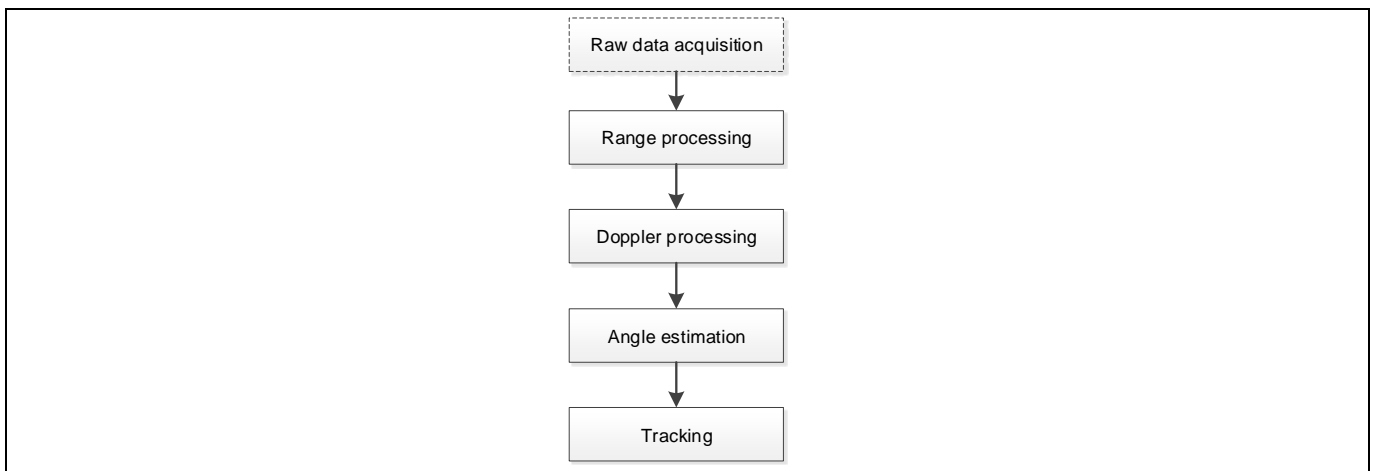 Raw data acquisition
Range processing
Doppler processing
Angle estimation
Tracking